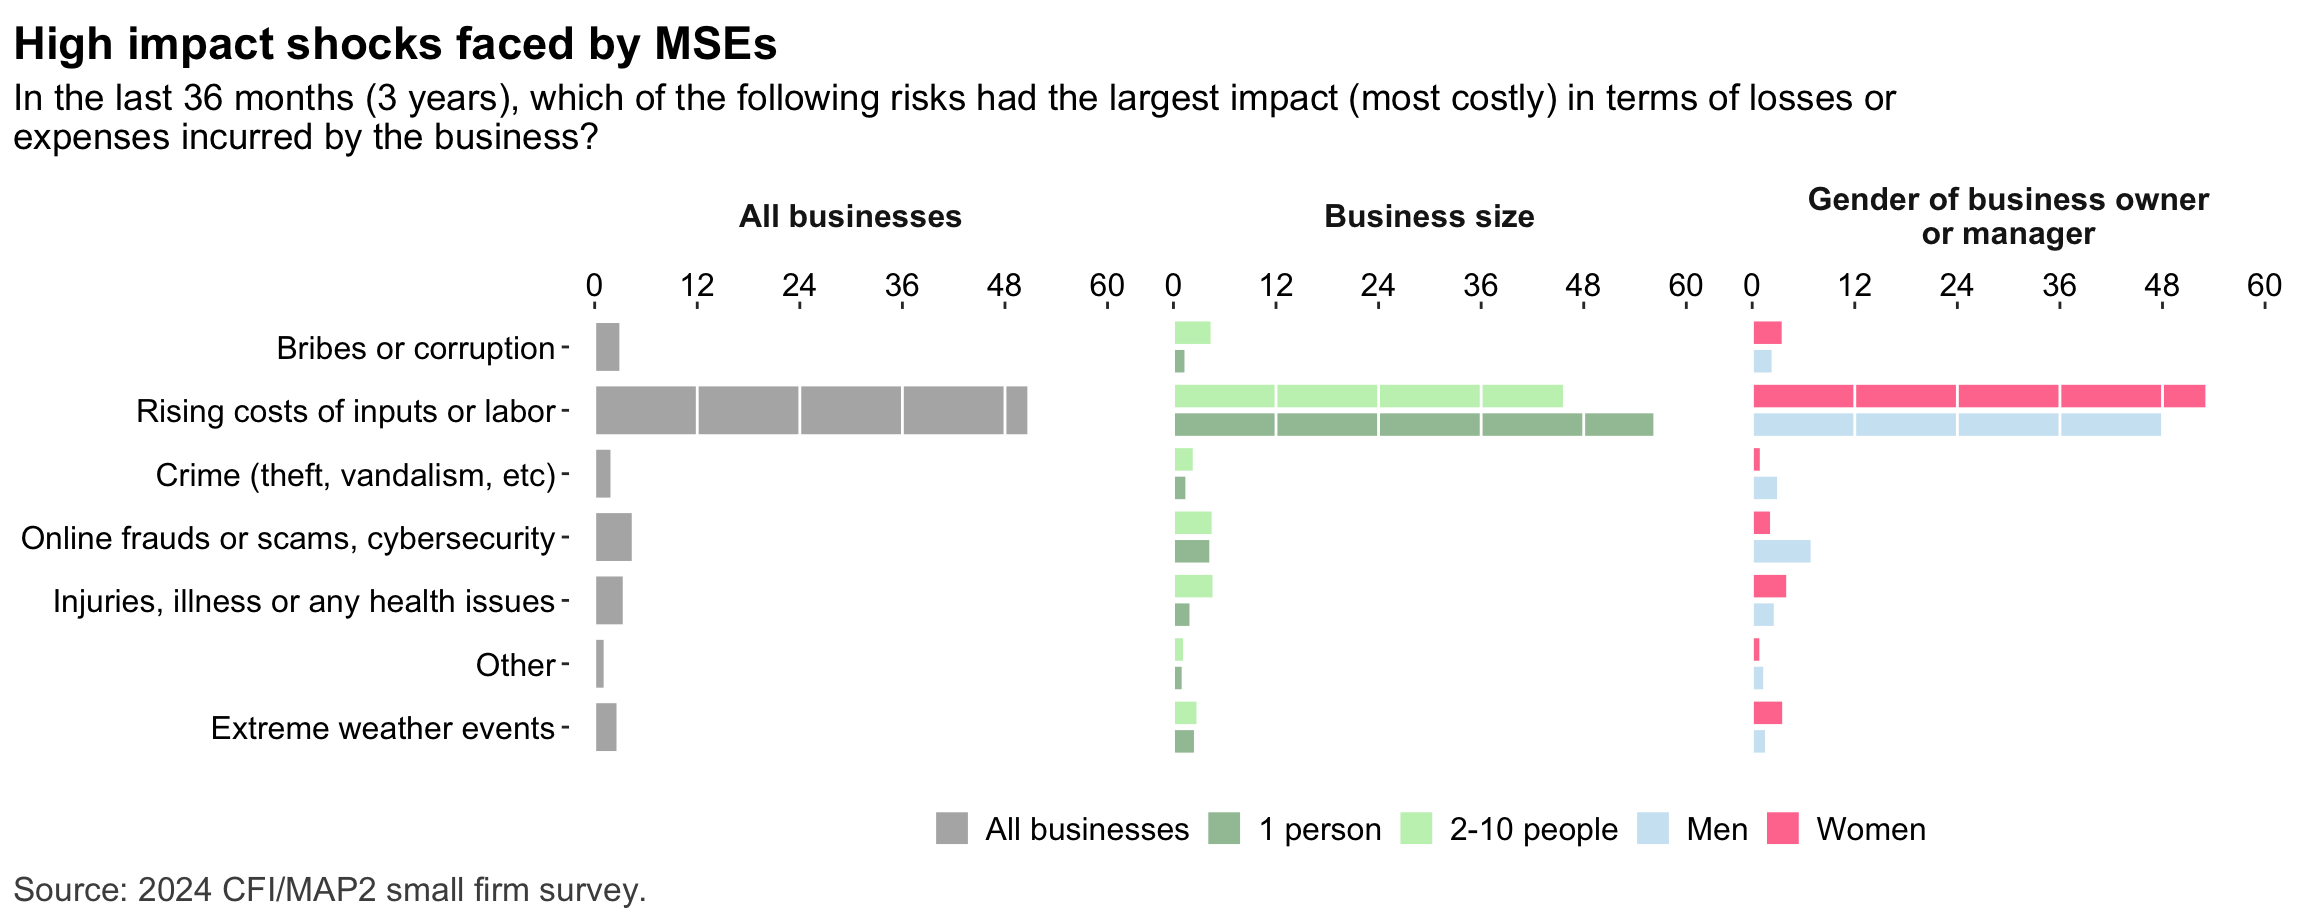 High impact shocks faced by MSEs
In the last 36 months (3 years), which of the following risks had the largest impact (most costly) in terms of losses or
expenses incurred by the business?
All businesses
Business size
Gender of business owner
or manager
0 12 24 36 48 60
0 12 24 36 48 60
0 12 24 36 48 60
Bribes or corruption
Rising costs of inputs or labor
Crime (theft, vandalism, etc)
Online frauds or scams, cybersecurity
Injuries, illness or any health issues
Other
Extreme weather events
All businesses 1 person 2-10 people Men Women
Source: 2024 CFI/MAP2 small firm survey.